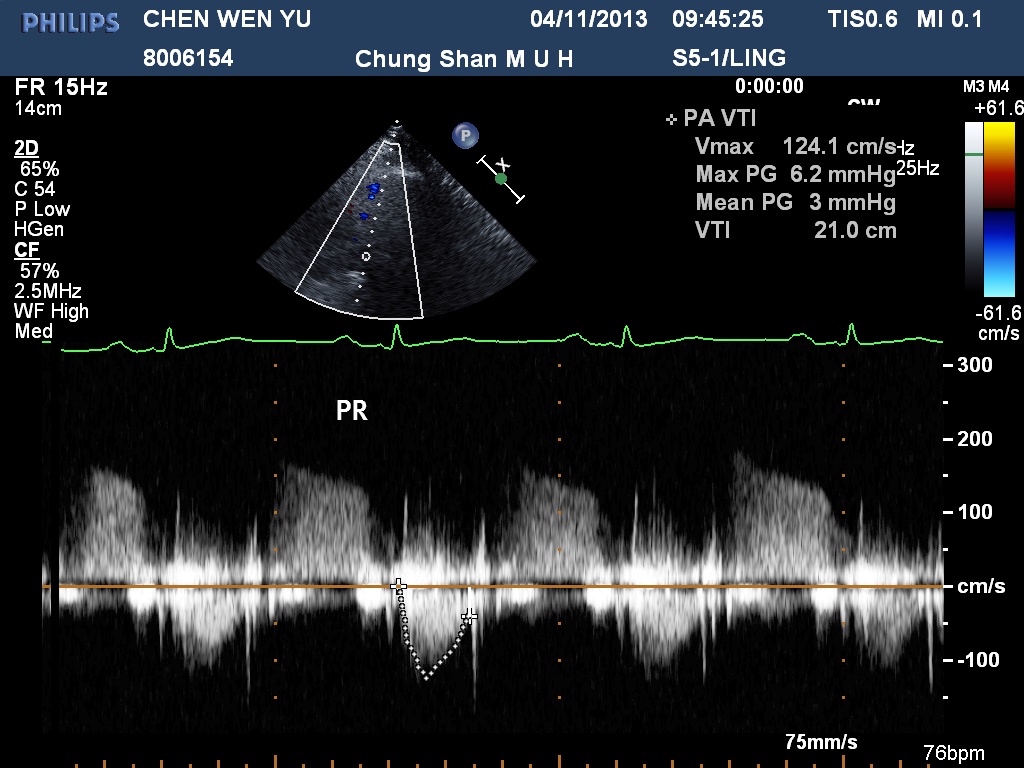 PHILIPS
CHEN WEN YU
04/11/2013
09:45:25
TIS0.6 MI 0.1
8006154
Chung Shan M U H
S5-1/LING
FR 15Hz
14cm
0:00:00
M3 M4
+61.6
2D
65%
C 54
P Low
HGen
CF
57%
2.5MHz
WF High
Med
P
PA VTI
Vmax 124.1 cm/s
Max PG 6.2 mmHg
Mean PG 3 mmHg
VTI 21.0 cm
Hz
25Hz
-61.6
cm/s
PR
300
200
100
cm/s
-100
75mm/s
76bpm